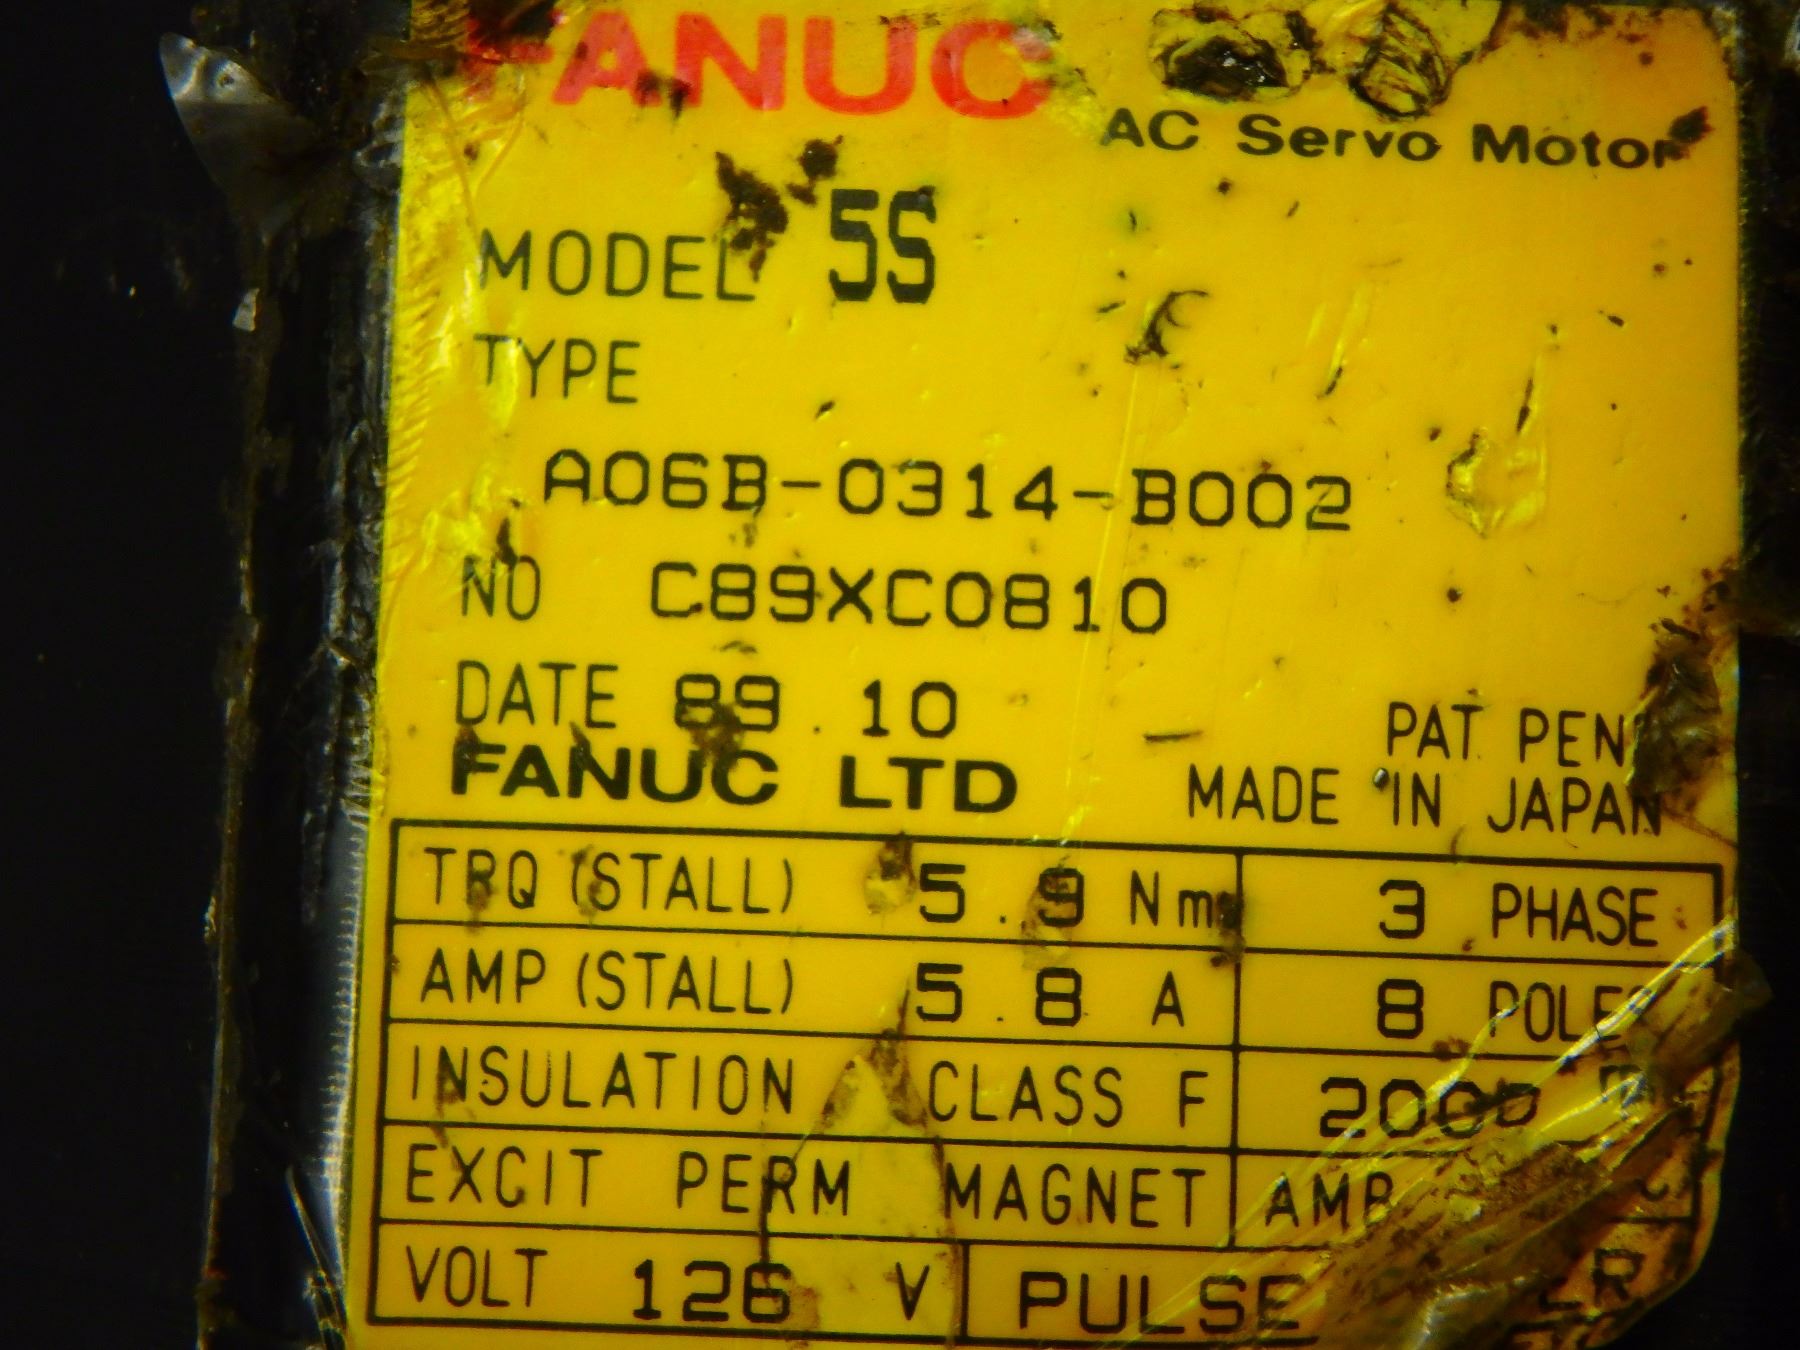 FANUC
AC Servo Motor
MODEL 5S
TYPE
A06B-0314-B002
NO C89XC0810
DATE 89.10
PAT PEN
FANUC LTD
MADE IN JAPAN
TRQ (STALL) 5.9 Nm 3 PHASE
AMP (STALL) 5.8 A 8 POLES
INSULATION CLASS F 2000
EXCIT PERM MAGNET AMB
VOLT 126 V PULSE